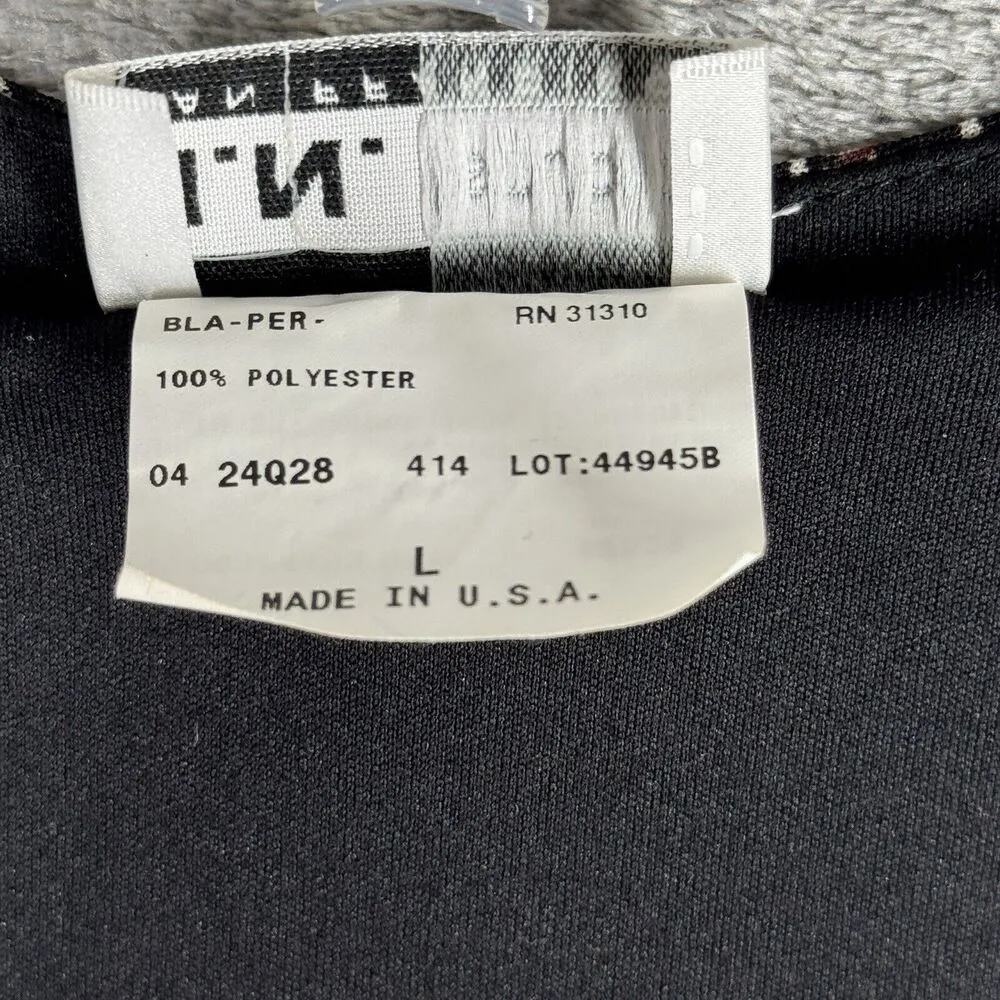 BLA-PER-
RN 31310
100% POLYESTER
04 24Q28 414 LOT:44945B
L
MADE IN U.S.A.